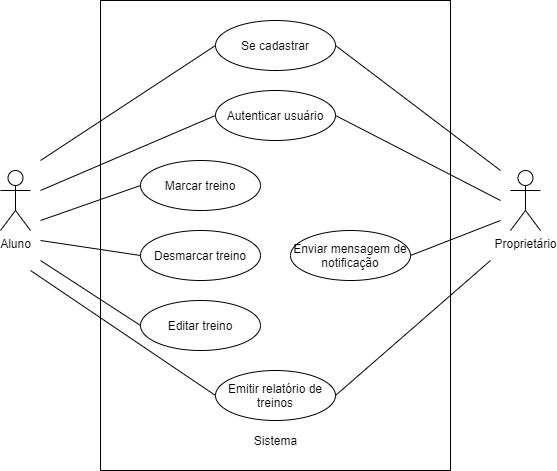 Se cadastrar
Autenticar usuário
Marcar treino
Aluno
Proprietário
Desmarcar treino
Enviar mensagem de
notificação
Editar treino
Emitir relatório de
treinos
Sistema